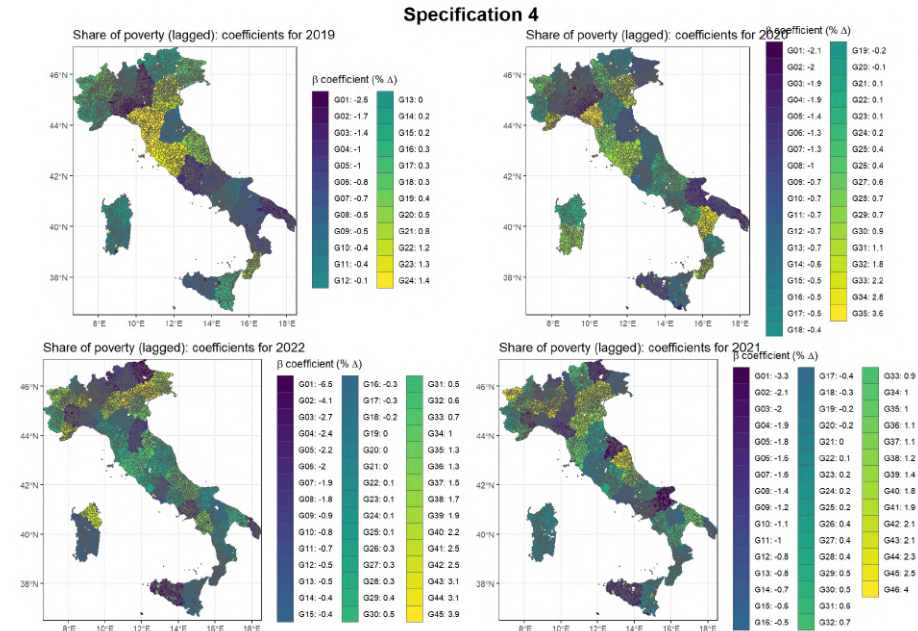 Specification 4
Share of poverty (lagged): coefficients for 2019
46°N
44°N
42°N
40°N
38°N
8°E 10°E 12°E 14°E 16°E 18°E
β coefficient (% Δ)
G01: -2.5 G13: 0
G02: -1.7 G14: 0.2
G03: -1.4 G15: 0.2
G04: -1 G16: 0.3
G05: -1 G17: 0.3
G06: -0.8 G18: 0.3
G07: -0.7 G19: 0.4
G08: -0.5 G20: 0.5
G09: -0.5 G21: 0.8
G10: -0.4 G22: 1.2
G11: -0.4 G23: 1.3
G12: -0.1 G24: 1.4
Share of poverty (lagged): coefficients for 2020
46°N
44°N
42°N
40°N
38°N
8°E 10°E 12°E 14°E 16°E 18°E
β coefficient (% Δ)
G01: -2.1 G19: -0.2
G02: -2 G20: -0.1
G03: -1.9 G21: 0.1
G04: -1.9 G22: 0.1
G05: -1.4 G23: 0.1
G06: -1.3 G24: 0.2
G07: -1.3 G25: 0.4
G08: -1 G26: 0.4
G09: -0.7 G27: 0.6
G10: -0.7 G28: 0.7
G11: -0.7 G29: 0.7
G12: -0.7 G30: 0.9
G13: -0.7 G31: 1.1
G14: -0.6 G32: 1.8
G15: -0.5 G33: 2.2
G16: -0.5 G34: 2.8
G17: -0.5 G35: 3.6
G18: -0.4
Share of poverty (lagged): coefficients for 2022
46°N
44°N
42°N
40°N
38°N
8°E 10°E 12°E 14°E 16°E 18°E
β coefficient (% Δ)
G01: -6.5 G16: -0.3 G31: 0.5
G02: -4.1 G17: -0.3 G32: 0.6
G03: -2.7 G18: -0.2 G33: 0.7
G04: -2.4 G19: 0 G34: 1
G05: -2.2 G20: 0 G35: 1.3
G06: -2 G21: 0 G36: 1.3
G07: -1.9 G22: 0.1 G37: 1.5
G08: -1.8 G23: 0.1 G38: 1.7
G09: -0.9 G24: 0.1 G39: 1.9
G10: -0.8 G25: 0.1 G40: 2.2
G11: -0.7 G26: 0.3 G41: 2.5
G12: -0.5 G27: 0.3 G42: 2.5
G13: -0.5 G28: 0.3 G43: 3.1
G14: -0.4 G29: 0.4 G44: 3.1
G15: -0.4 G30: 0.5 G45: 3.9
Share of poverty (lagged): coefficients for 2021
46°N
44°N
42°N
40°N
38°N
8°E 10°E 12°E 14°E 16°E 18°E
β coefficient (% Δ)
G01: -3.3 G17: -0.4 G33: 0.9
G02: -2.1 G18: -0.3 G34: 1
G03: -2 G19: -0.2 G35: 1
G04: -1.9 G20: -0.2 G36: 1.1
G05: -1.8 G21: 0 G37: 1.1
G06: -1.5 G22: 0.1 G38: 1.2
G07: -1.6 G23: 0.2 G39: 1.4
G08: -1.4 G24: 0.2 G40: 1.8
G09: -1.2 G25: 0.2 G41: 1.9
G10: -1.1 G26: 0.4 G42: 2.1
G11: -1 G27: 0.4 G43: 2.1
G12: -0.8 G28: 0.4 G44: 2.3
G13: -0.8 G29: 0.5 G45: 2.5
G14: -0.7 G30: 0.5 G46: 4
G15: -0.6 G31: 0.6
G16: -0.5 G32: 0.7